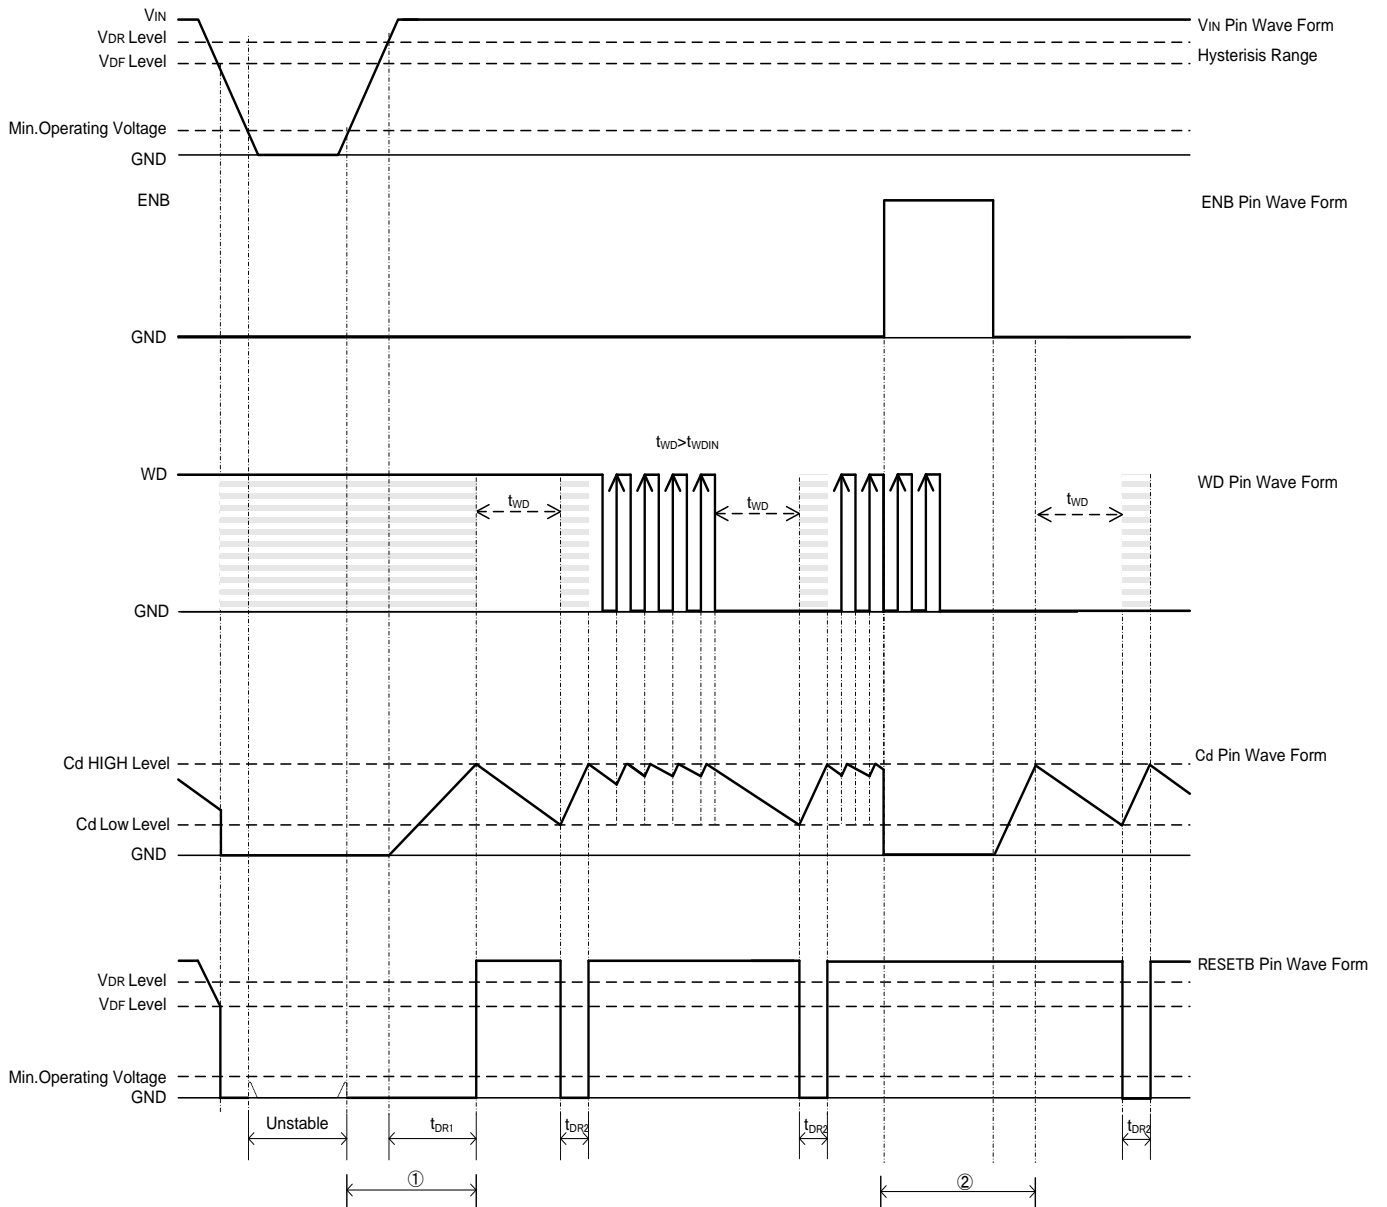 VIN
VIN Pin Wave Form
VDR Level
Hysterisis Range
VDF Level
Min.Operating Voltage
GND
ENB
ENB Pin Wave Form
GND
tWD>tWDIN
WD
WD Pin Wave Form
tWD
tWD
tWD
GND
Cd HIGH Level
Cd Pin Wave Form
Cd Low Level
GND
RESETB Pin Wave Form
VDR Level
VDF Level
Min.Operating Voltage
GND
Unstable
tDR1
tDR2
tDR2
tDR2
①
②